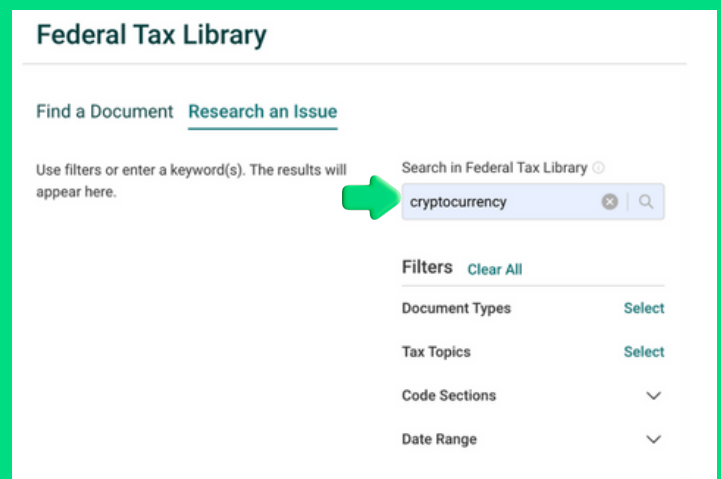 Federal Tax Library
Find a Document Research an Issue
Use filters or enter a keyword(s). The results will
appear here.
Search in Federal Tax Library
cryptocurrency
Filters Clear All
Document Types Select
Tax Topics Select
Code Sections
Date Range